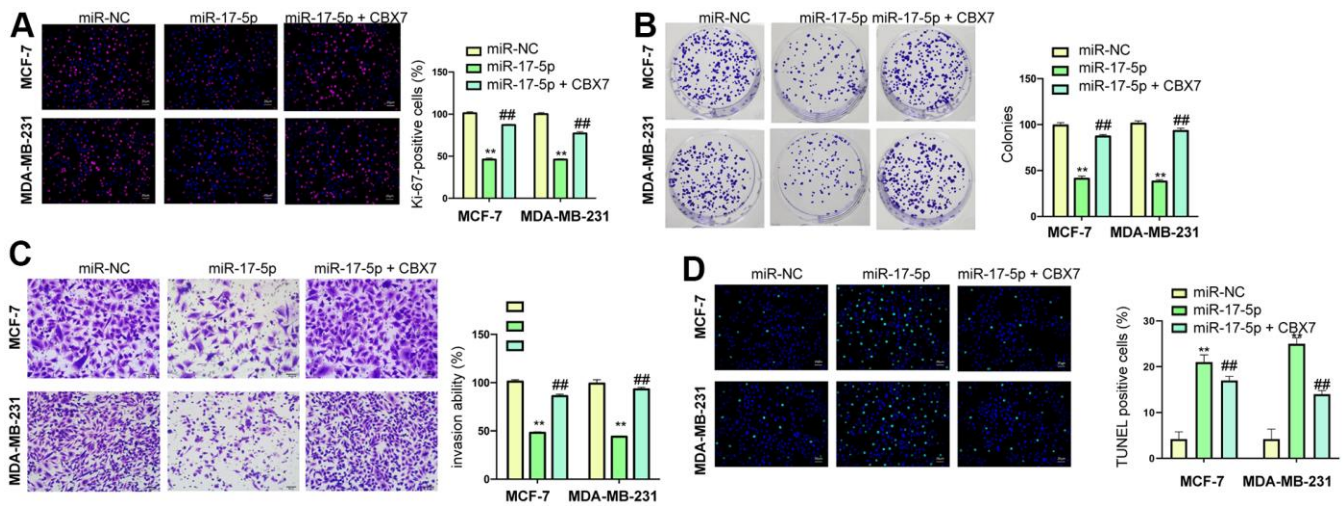 A
miR-NC miR-17-5p miR-17-5p + CBX7
MCF-7
MDA-MB-231
miR-NC
miR-17-5p
miR-17-5p + CBX7
Ki-67-positive cells (%)
150
100
50
0
** ## ** ##
MCF-7 MDA-MB-231
B
miR-NC miR-17-5p miR-17-5p + CBX7
MCF-7
MDA-MB-231
miR-NC
miR-17-5p
miR-17-5p + CBX7
Colonies
100
50
0
** ## ** ##
MCF-7 MDA-MB-231
C
miR-NC miR-17-5p miR-17-5p + CBX7
MCF-7
MDA-MB-231
invasion ability (%)
150
100
50
0
** ## ** ##
MCF-7 MDA-MB-231
D
miR-NC miR-17-5p miR-17-5p + CBX7
MCF-7
MDA-MB-231
miR-NC
miR-17-5p
miR-17-5p + CBX7
TUNEL positive cells (%)
30
20
10
0
** ## ** ##
MCF-7 MDA-MB-231